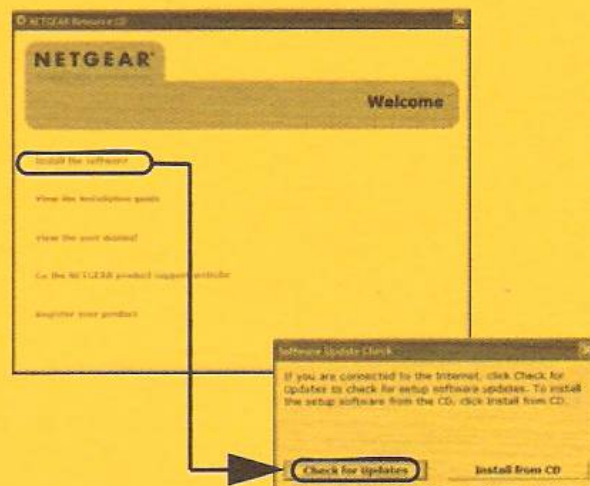 NETGEAR Resource CD
NETGEAR
Welcome
Install the software
View the installation guide
View the user manual
Go the NETGEAR product support website
Register your product
Software Update Check
If you are connected to the Internet, click Check for
Updates to check for setup software updates. To install
the setup software from the CD, click Install from CD.
Check for Updates
Install from CD